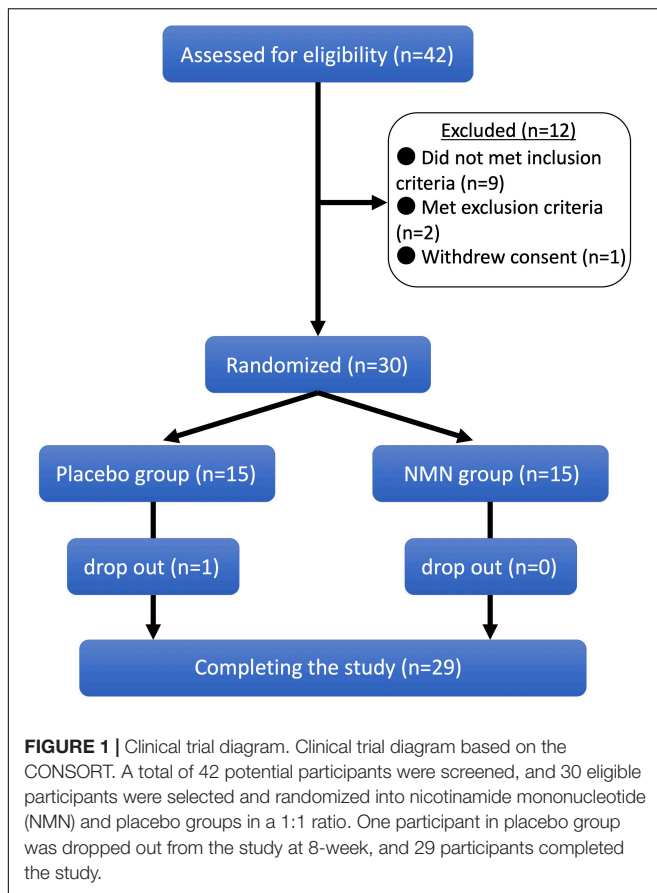 Assessed for eligibility (n=42)
Excluded (n=12)
● Did not met inclusion
criteria (n=9)
● Met exclusion criteria
(n=2)
● Withdrew consent (n=1)
Randomized (n=30)
Placebo group (n=15)
NMN group (n=15)
drop out (n=1)
drop out (n=0)
Completing the study (n=29)
FIGURE 1 | Clinical trial diagram. Clinical trial diagram based on the
CONSORT. A total of 42 potential participants were screened, and 30 eligible
participants were selected and randomized into nicotinamide mononucleotide
(NMN) and placebo groups in a 1:1 ratio. One participant in placebo group
was dropped out from the study at 8-week, and 29 participants completed
the study.